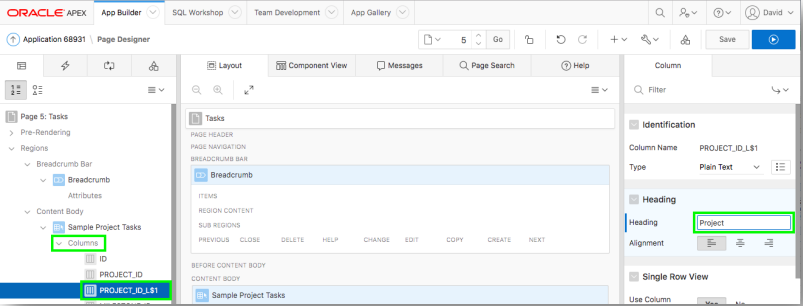 ORACLE APEX App Builder SQL Workshop Team Development App Gallery David
Application 68931 \ Page Designer 5 Go Save
Layout Component View Messages Page Search Help Column
Filter
Page 5: Tasks
Pre-Rendering
Regions
Breadcrumb Bar
Breadcrumb
Attributes
Content Body
Sample Project Tasks
Columns
ID
PROJECT_ID
PROJECT_ID_L$1
Tasks
PAGE HEADER
PAGE NAVIGATION
BREADCRUMB BAR
Breadcrumb
ITEMS
REGION CONTENT
SUB REGIONS
PREVIOUS CLOSE DELETE HELP CHANGE EDIT COPY CREATE NEXT
BEFORE CONTENT BODY
CONTENT BODY
Sample Project Tasks
Identification
Column Name PROJECT_ID_L$1
Type Plain Text
Heading
Heading Project
Alignment
Single Row View
Use Column Yes No